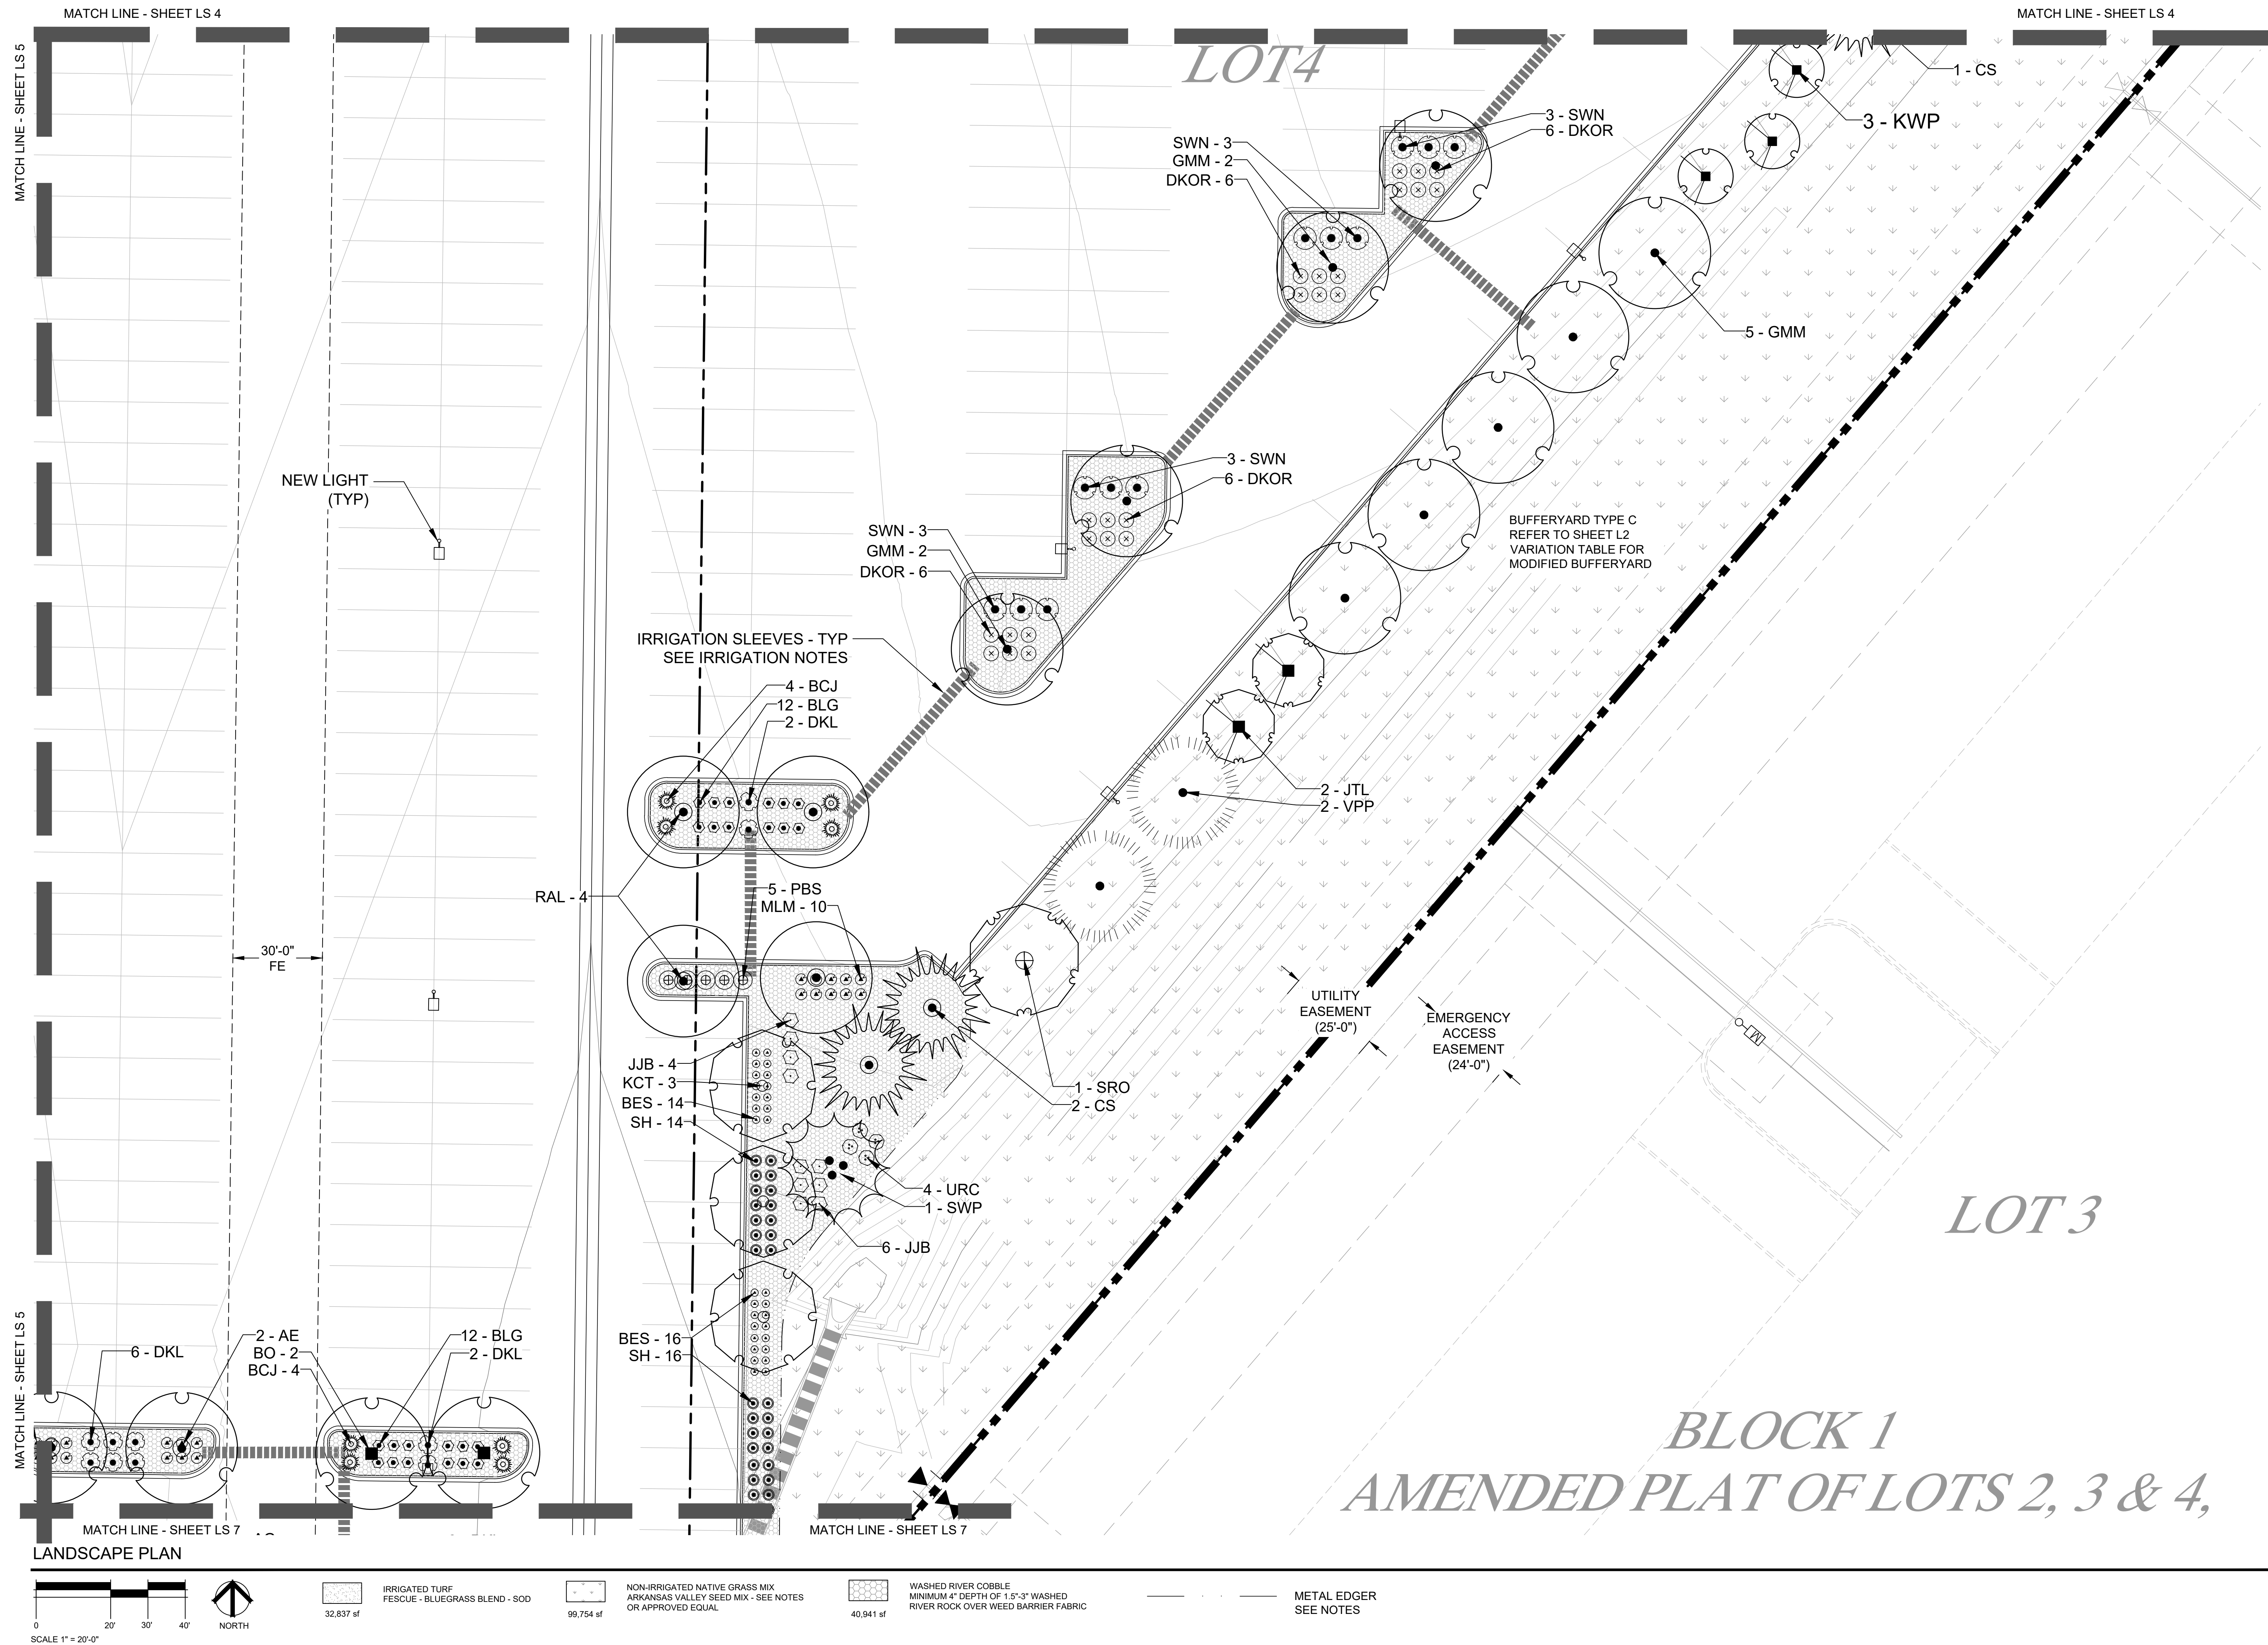 MATCH LINE - SHEET LS 4
MATCH LINE - SHEET LS 4
MATCH LINE - SHEET LS 5
LOT4
1 - CS
3 - KWP
3 - SWN
6 - DKOR
SWN - 3
GMM - 2
DKOR - 6
5 - GMM
NEW LIGHT
(TYP)
3 - SWN
6 - DKOR
SWN - 3
GMM - 2
DKOR - 6
BUFFERYARD TYPE C
REFER TO SHEET L2
VARIATION TABLE FOR
MODIFIED BUFFERYARD
IRRIGATION SLEEVES - TYP
SEE IRRIGATION NOTES
4 - BCJ
12 - BLG
2 - DKL
2 - JTL
2 - VPP
RAL - 4
5 - PBS
MLM - 10
30'-0"
FE
UTILITY
EASEMENT
(25'-0")
EMERGENCY
ACCESS
EASEMENT
(24'-0")
M
JJB - 4
KCT - 3
BES - 14
SH - 14
1 - SRO
2 - CS
4 - URC
1 - SWP
6 - JJB
LOT 3
MATCH LINE - SHEET LS 5
6 - DKL
2 - AE
BO - 2
BCJ - 4
12 - BLG
2 - DKL
BES - 16
SH - 16
BLOCK 1
AMENDED PLAT OF LOTS 2, 3 & 4,
MATCH LINE - SHEET LS 7
MATCH LINE - SHEET LS 7
LANDSCAPE PLAN
0 20' 30' 40'
SCALE 1" = 20'-0"
NORTH
32,837 sf
IRRIGATED TURF
FESCUE - BLUEGRASS BLEND - SOD
99,754 sf
NON-IRRIGATED NATIVE GRASS MIX
ARKANSAS VALLEY SEED MIX - SEE NOTES
OR APPROVED EQUAL
40,941 sf
WASHED RIVER COBBLE
MINIMUM 4" DEPTH OF 1.5"-3" WASHED
RIVER ROCK OVER WEED BARRIER FABRIC
METAL EDGER
SEE NOTES